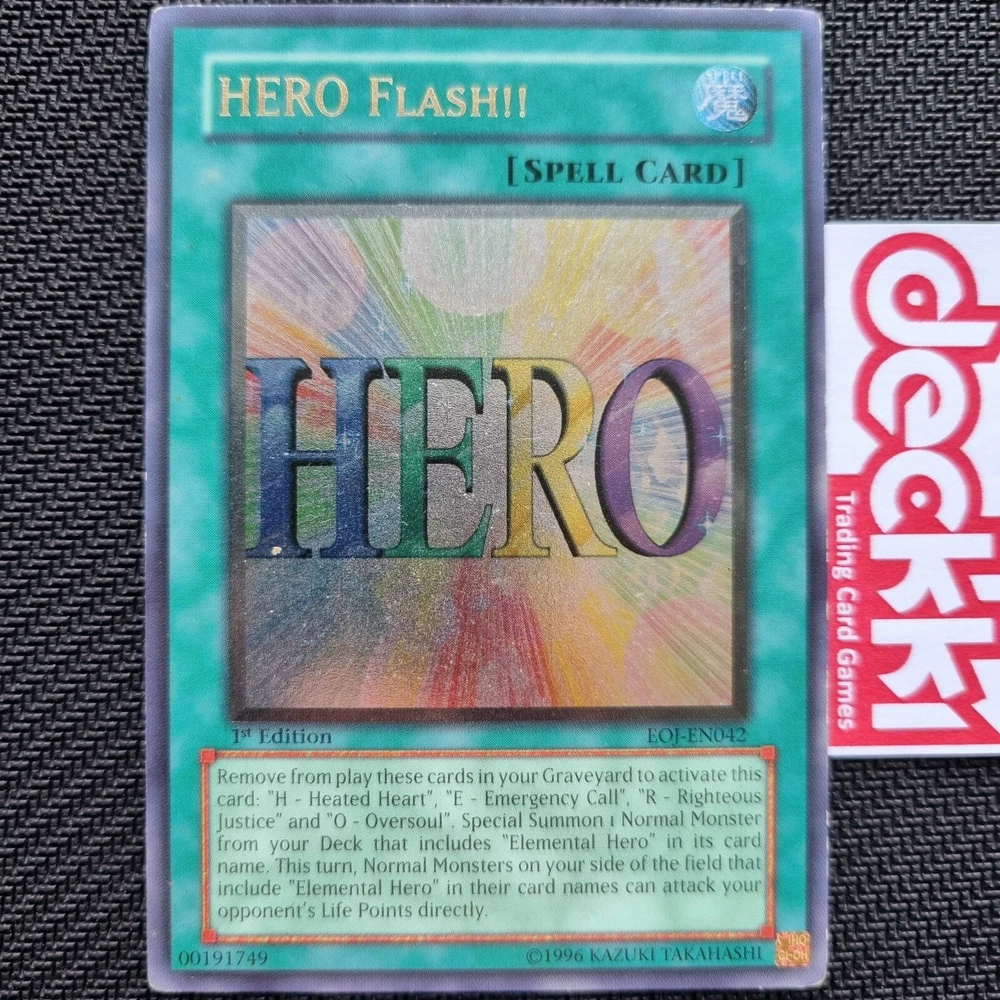 HERO FLASH!!
SPELL
魔
[SPELL CARD]
HERO
1st Edition
EOJ-EN042
Remove from play these cards in your Graveyard to activate this
card: "H - Heated Heart", "E - Emergency Call", "R - Righteous
Justice" and "O - Oversoul". Special Summon 1 Normal Monster
from your Deck that includes "Elemental Hero" in its card
name. This turn, Normal Monsters on your side of the field that
include "Elemental Hero" in their card names can attack your
opponent's Life Points directly.
00191749
©1996 KAZUKI TAKAHASHI
deckki
Trading Card Games